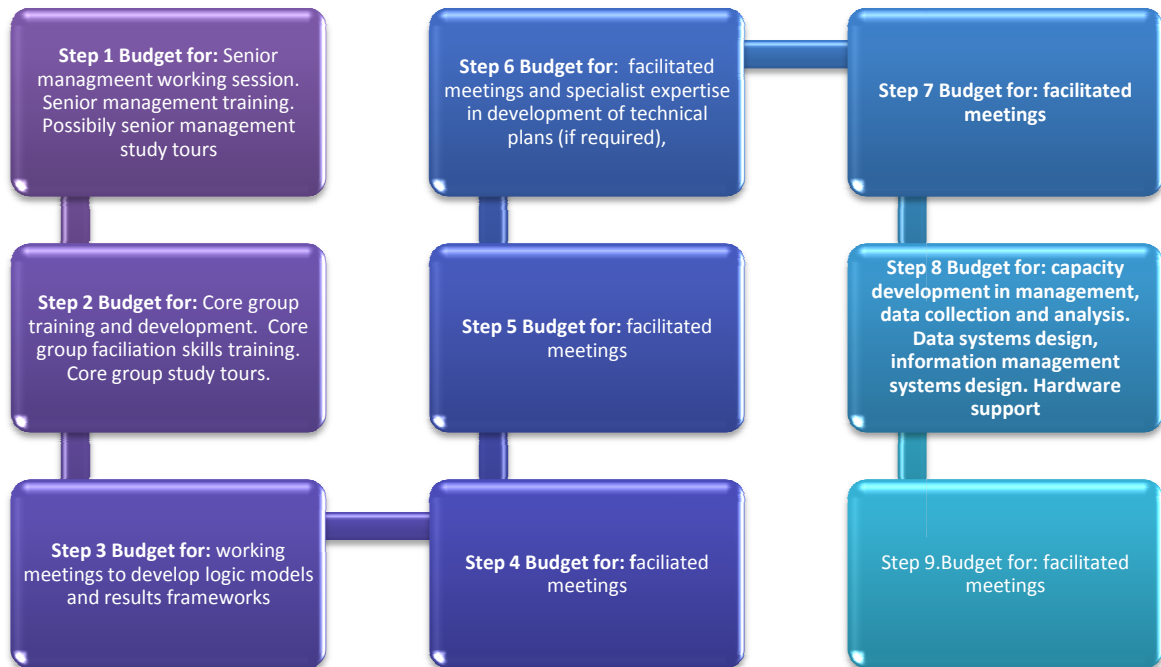 Step 1 Budget for: Senior
managmeent working session.
Senior management training.
Possibily senior management
study tours
Step 2 Budget for: Core group
training and development.  Core
group faciliation skills training.
Core group study tours.
Step 3 Budget for: working
meetings to develop logic models
and results frameworks
Step 4 Budget for: faciliated
meetings
Step 5 Budget for: facilitated
meetings
Step 6 Budget for:  facilitated
meetings and specialist expertise
in development of technical
plans (if required),
Step 7 Budget for: facilitated
meetings
Step 8 Budget for: capacity
development in management,
data collection and analysis.
Data systems design,
information management
systems design. Hardware
support
Step 9.Budget for: facilitated
meetings